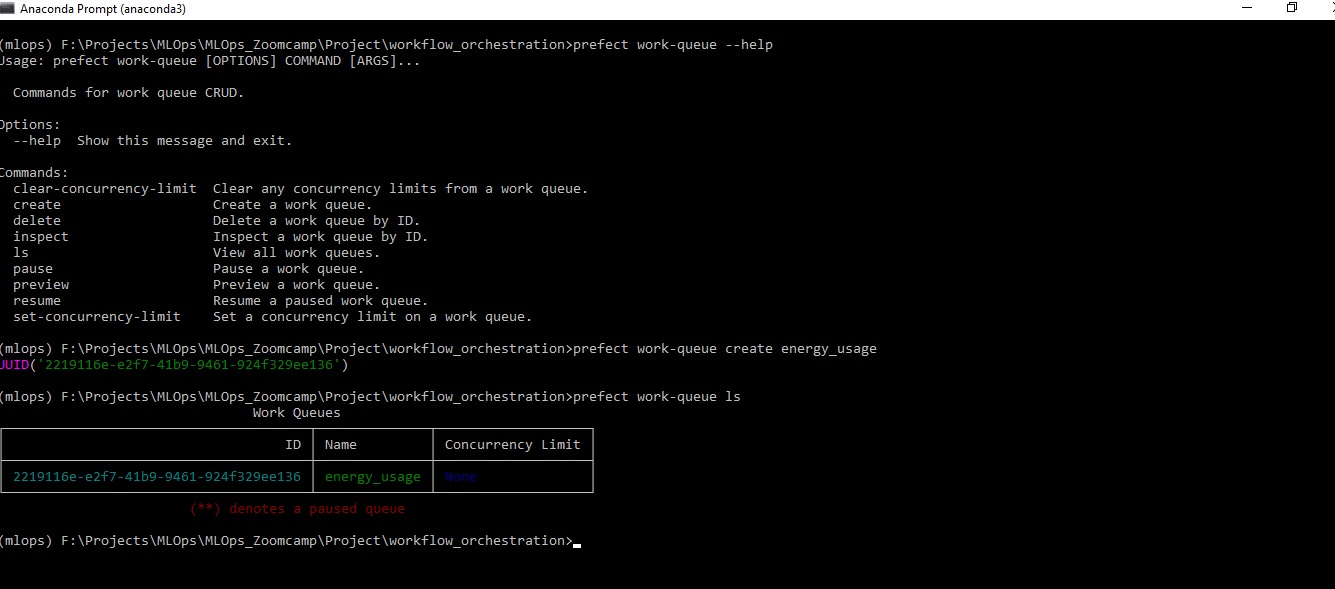 Anaconda Prompt (anaconda3)
(mlops) F:\Projects\MLOps\MLOps_Zoomcamp\Project\workflow_orchestration>prefect work-queue --help
Usage: prefect work-queue [OPTIONS] COMMAND [ARGS]...
Commands for work queue CRUD.
Options:
--help  Show this message and exit.
Commands:
clear-concurrency-limit  Clear any concurrency limits from a work queue.
create                   Create a work queue.
delete                   Delete a work queue by ID.
inspect                  Inspect a work queue by ID.
ls                       View all work queues.
pause                    Pause a work queue.
preview                  Preview a work queue.
resume                   Resume a paused work queue.
set-concurrency-limit    Set a concurrency limit on a work queue.
(mlops) F:\Projects\MLOps\MLOps_Zoomcamp\Project\workflow_orchestration>prefect work-queue create energy_usage
UUID('2219116e-e2f7-41b9-9461-924f329ee136')
(mlops) F:\Projects\MLOps\MLOps_Zoomcamp\Project\workflow_orchestration>prefect work-queue ls
Work Queues
ID Name Concurrency Limit
2219116e-e2f7-41b9-9461-924f329ee136 energy_usage None
(**) denotes a paused queue
(mlops) F:\Projects\MLOps\MLOps_Zoomcamp\Project\workflow_orchestration>